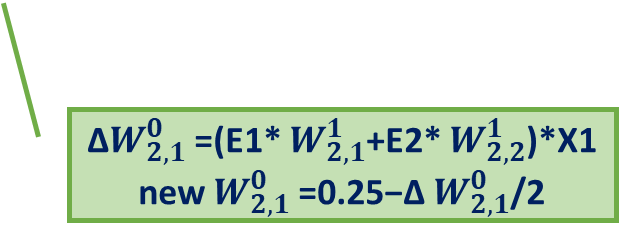 ΔW⁰₂,₁ =(E1* W¹₂,₁+E2* W¹₂,₂)*X1
new W⁰₂,₁ =0.25−Δ W⁰₂,₁/2